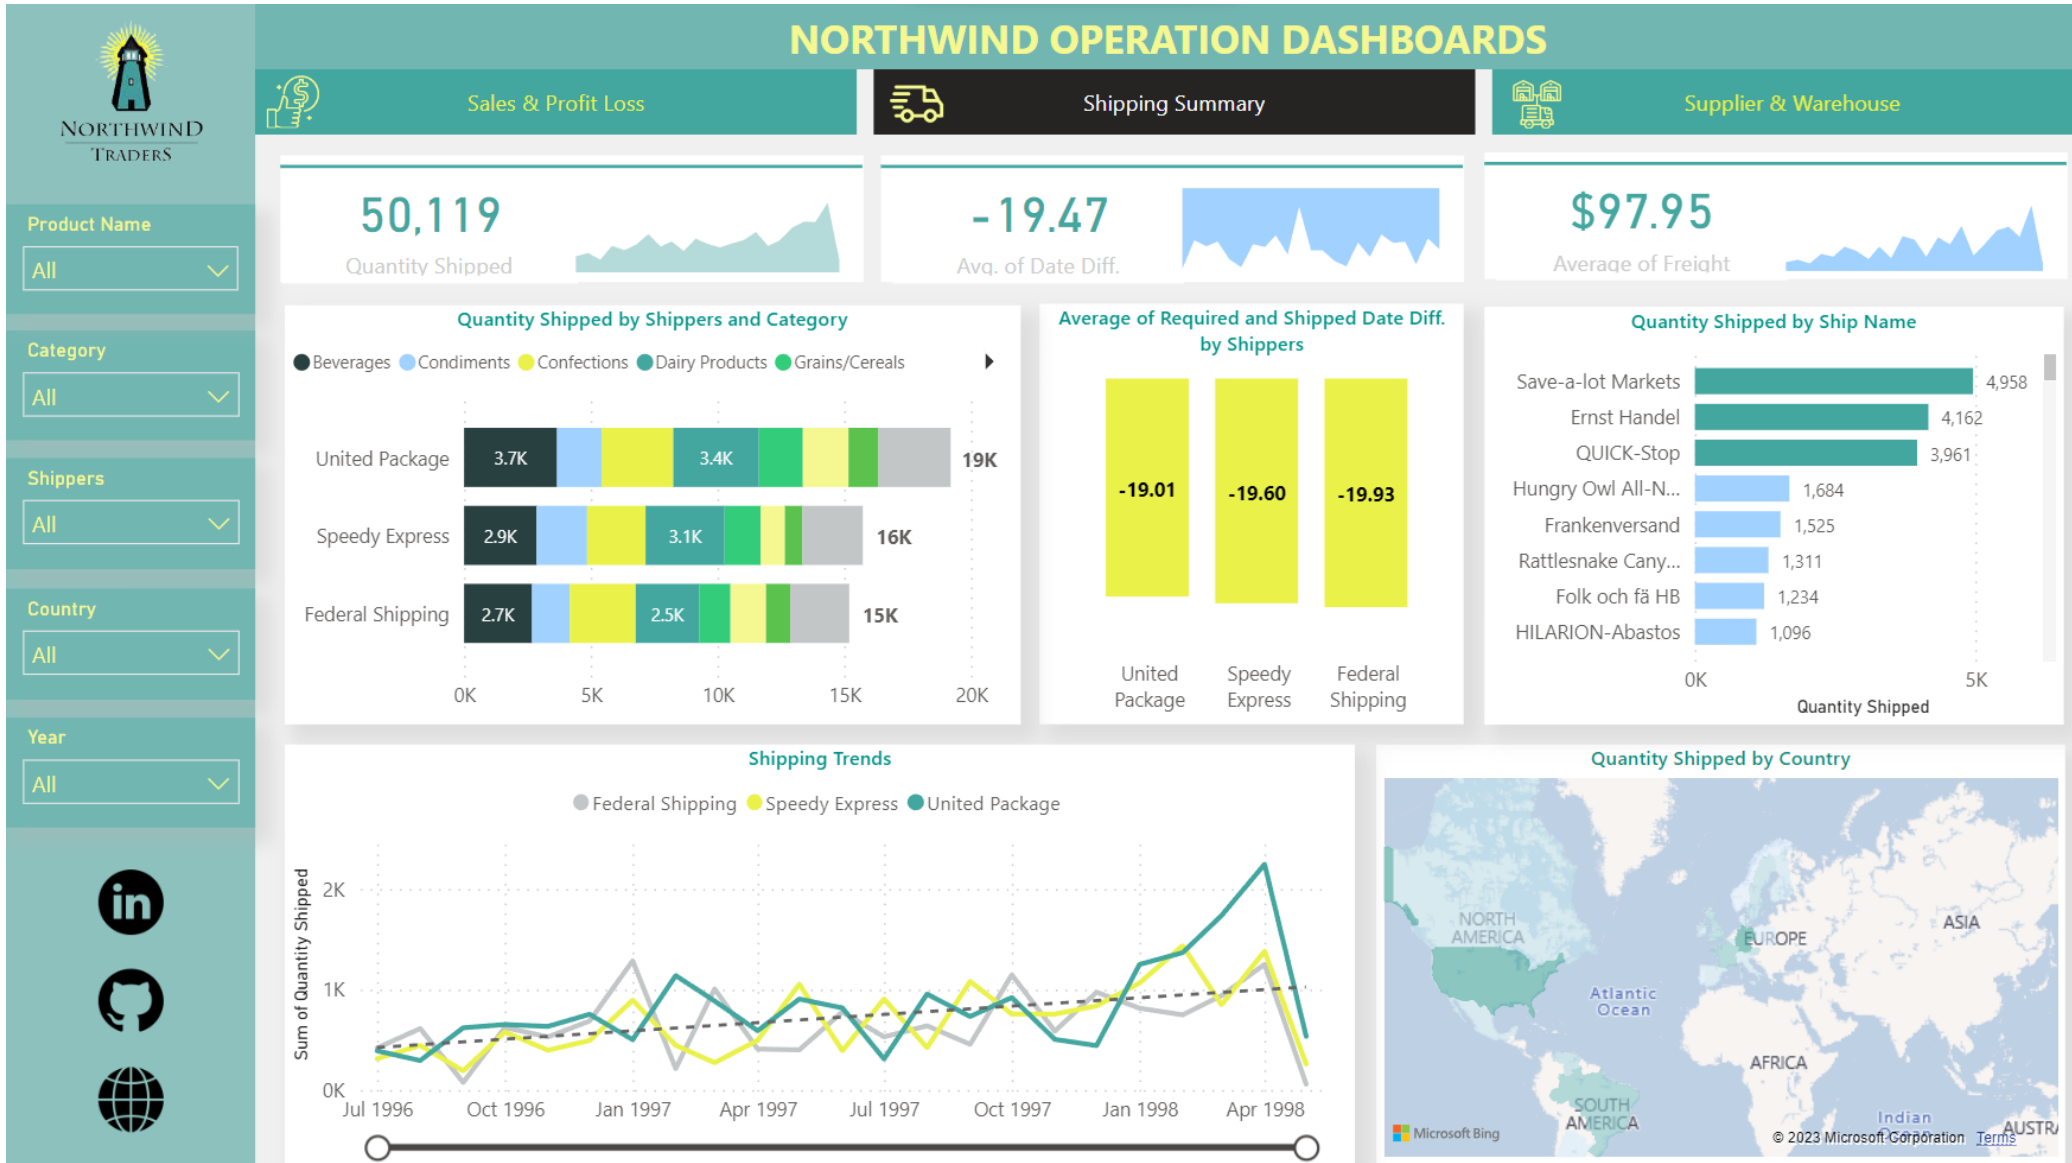 NORTHWIND
TRADERS
NORTHWIND OPERATION DASHBOARDS
Sales & Profit Loss
Shipping Summary
Supplier & Warehouse
Product Name
All
Category
All
Shippers
All
Country
All
Year
All
50,119
Quantity Shipped
-19.47
Avg. of Date Diff.
$97.95
Average of Freight
Quantity Shipped by Shippers and Category
Beverages Condiments Confections Dairy Products Grains/Cereals
United Package 3.7K 3.4K 19K
Speedy Express 2.9K 3.1K 16K
Federal Shipping 2.7K 2.5K 15K
0K 5K 10K 15K 20K
Average of Required and Shipped Date Diff.
by Shippers
-19.01 -19.60 -19.93
United Speedy Federal
Package Express Shipping
Quantity Shipped by Ship Name
Save-a-lot Markets 4,958
Ernst Handel 4,162
QUICK-Stop 3,961
Hungry Owl All-N... 1,684
Frankenversand 1,525
Rattlesnake Cany... 1,311
Folk och fä HB 1,234
HILARION-Abastos 1,096
0K 5K
Quantity Shipped
Shipping Trends
Federal Shipping Speedy Express United Package
Sum of Quantity Shipped
2K
1K
0K
Jul 1996 Oct 1996 Jan 1997 Apr 1997 Jul 1997 Oct 1997 Jan 1998 Apr 1998
Quantity Shipped by Country
NORTH
AMERICA
EUROPE
ASIA
Atlantic
Ocean
AFRICA
SOUTH
AMERICA
Indian
AUSTRA
Microsoft Bing
© 2023 Microsoft Corporation Terms
in